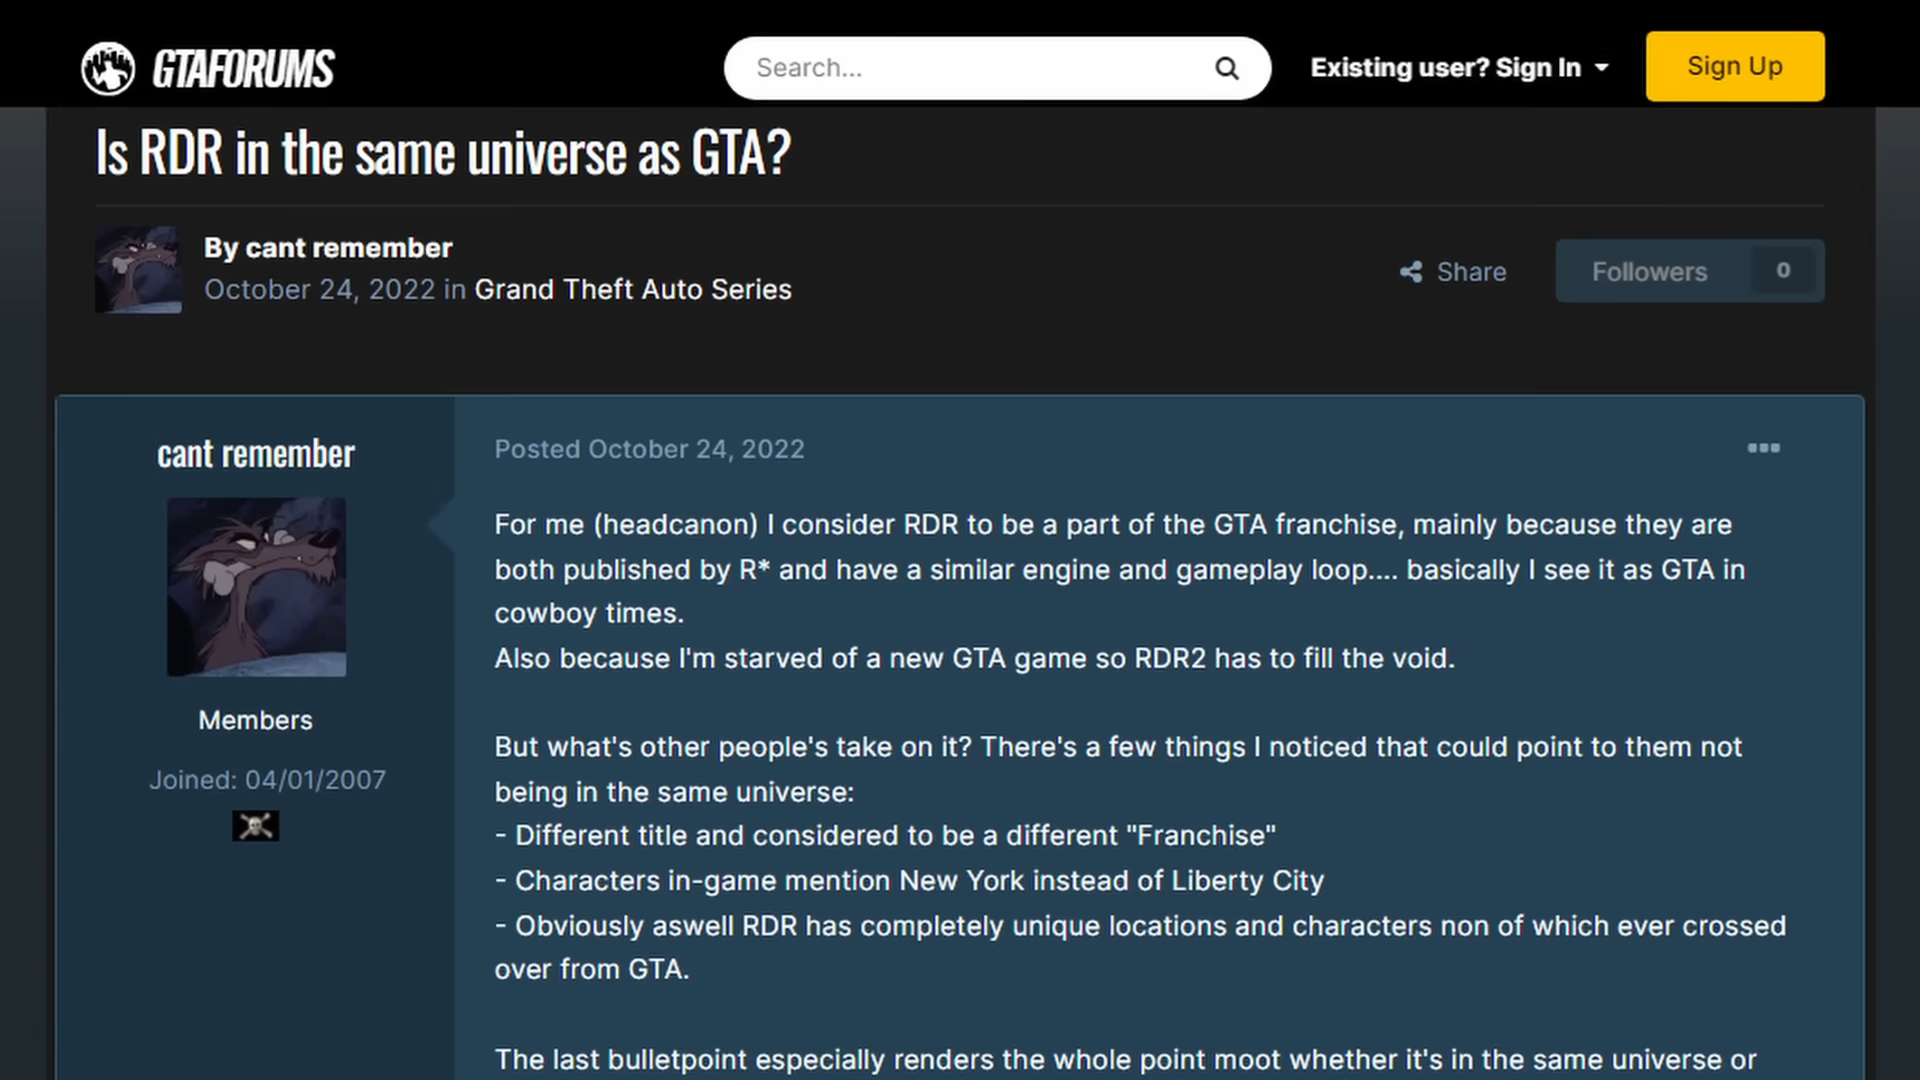 GTAFORUMS
Search...
Existing user? Sign In
Sign Up
Is RDR in the same universe as GTA?
By cant remember
October 24, 2022 in Grand Theft Auto Series
Share
Followers 0
cant remember
Members
Joined: 04/01/2007
Posted October 24, 2022
For me (headcanon) I consider RDR to be a part of the GTA franchise, mainly because they are
both published by R* and have a similar engine and gameplay loop.... basically I see it as GTA in
cowboy times.
Also because I'm starved of a new GTA game so RDR2 has to fill the void.
But what's other people's take on it? There's a few things I noticed that could point to them not
being in the same universe:
- Different title and considered to be a different "Franchise"
- Characters in-game mention New York instead of Liberty City
- Obviously aswell RDR has completely unique locations and characters non of which ever crossed
over from GTA.
The last bulletpoint especially renders the whole point moot whether it's in the same universe or